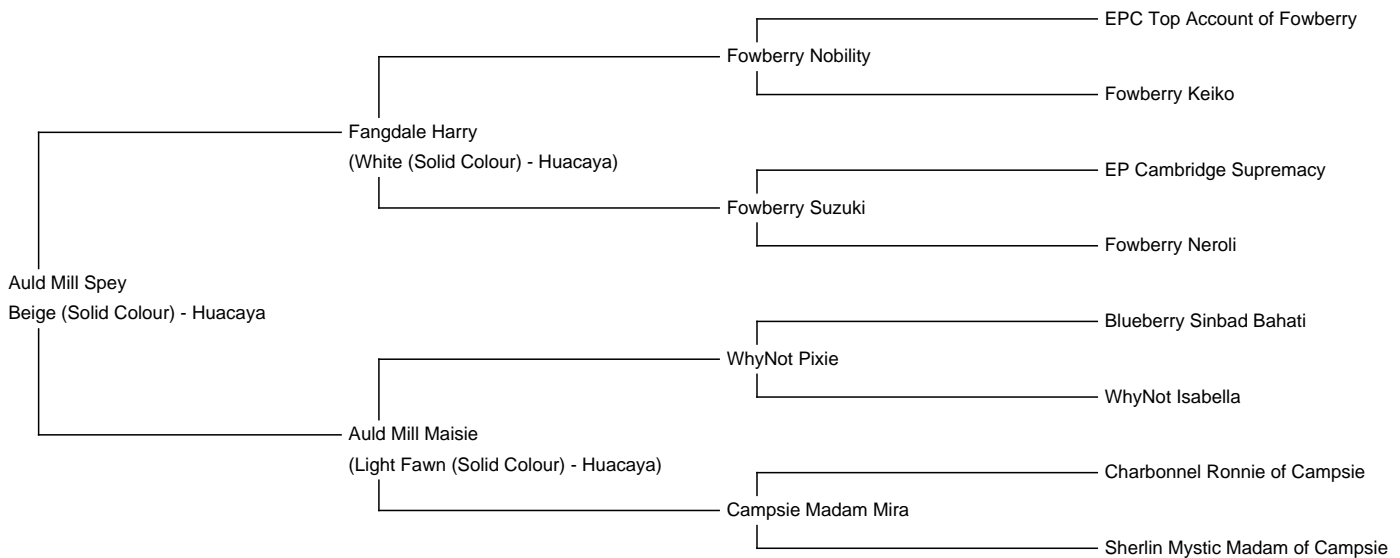 EPC Top Account of Fowberry
Fowberry Nobility
Fowberry Keiko
Fangdale Harry
(White (Solid Colour) - Huacaya)
EP Cambridge Supremacy
Fowberry Suzuki
Fowberry Neroli
Auld Mill Spey
Beige (Solid Colour) - Huacaya
Blueberry Sinbad Bahati
WhyNot Pixie
WhyNot Isabella
Auld Mill Maisie
(Light Fawn (Solid Colour) - Huacaya)
Charbonnel Ronnie of Campsie
Campsie Madam Mira
Sherlin Mystic Madam of Campsie